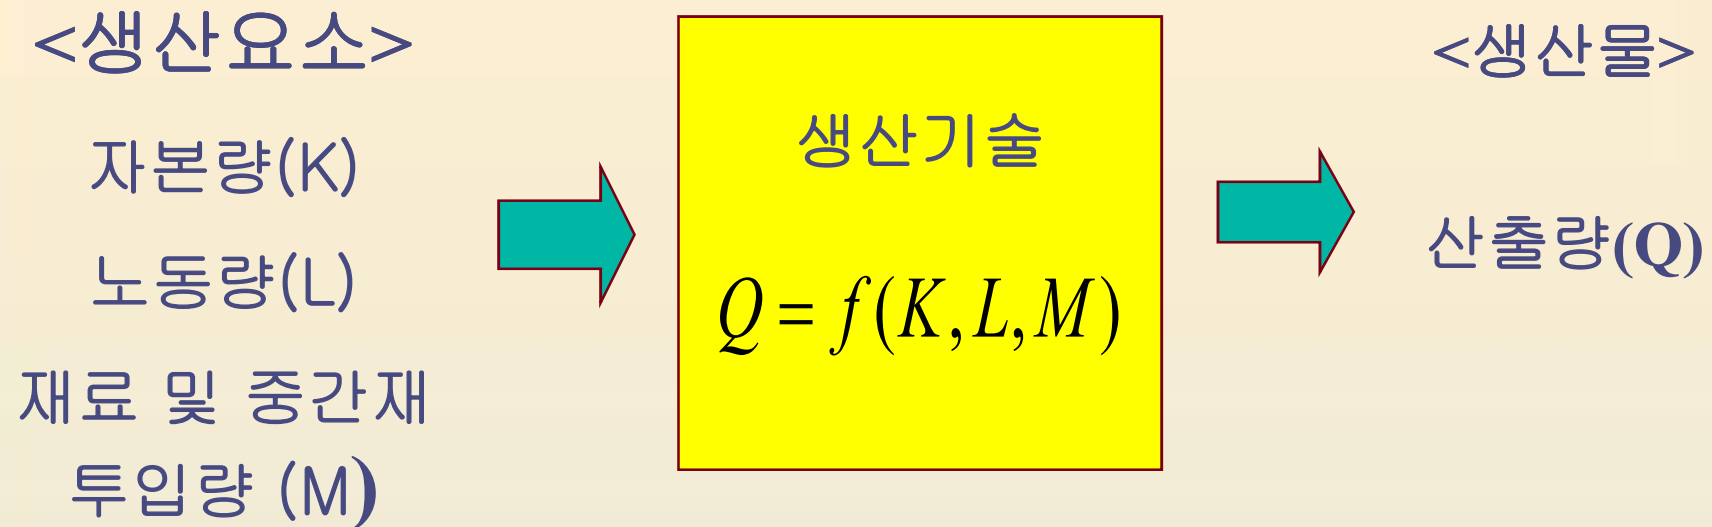 <생산요소>
자본량(K)
노동량(L)
재료 및 중간재
투입량 (M)
생산기술
Q = f(K,L,M)
<생산물>
산출량(Q)